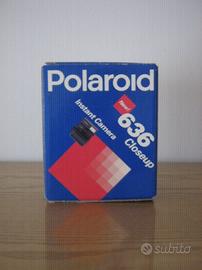 Polaroid
New!
636
Closeup
Instant Camera
subito